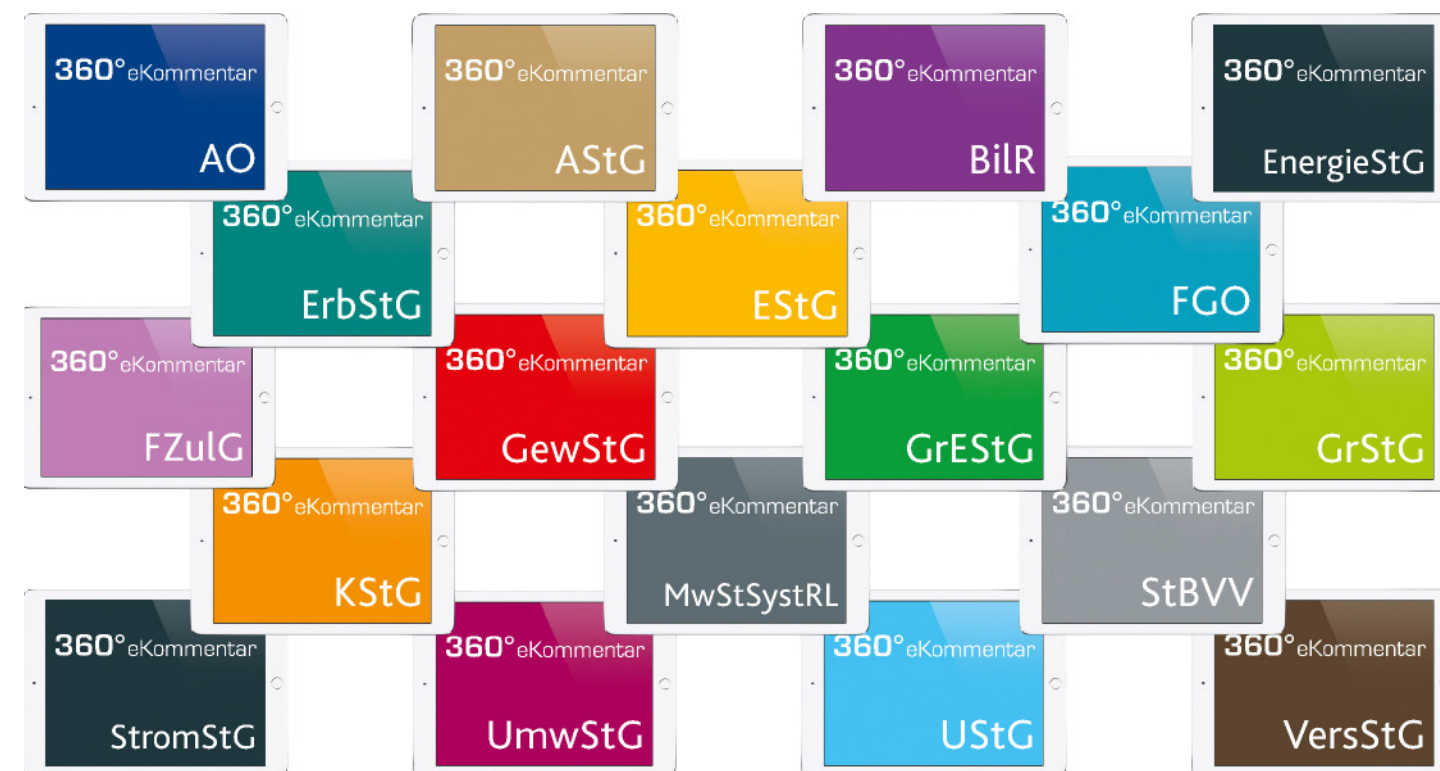 360° eKommentar
AO
360° eKommentar
AStG
360° eKommentar
BilR
360° eKommentar
EnergieStG
360° eKommentar
ErbStG
360° eKommentar
EStG
360° eKommentar
FGO
360° eKommentar
FZulG
360° eKommentar
GewStG
360° eKommentar
GrEStG
360° eKommentar
GrStG
360° eKommentar
KStG
360° eKommentar
MwStSystRL
360° eKommentar
StBVV
360° eKommentar
StromStG
360° eKommentar
UmwStG
360° eKommentar
UStG
360° eKommentar
VersStG